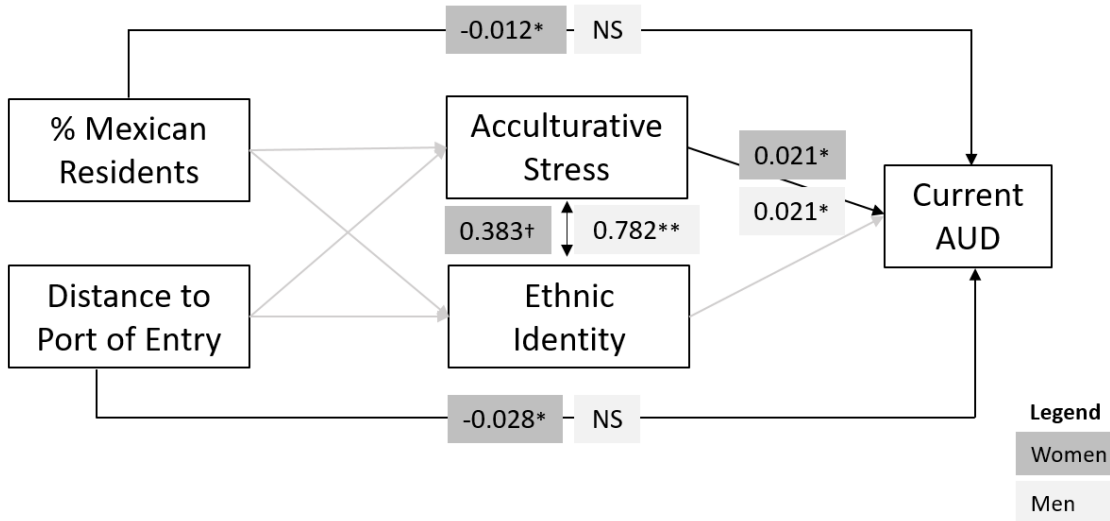 -0.012* NS
% Mexican
Residents
Acculturative
Stress
0.021*
0.021*
Current
AUD
0.383† 0.782**
Distance to
Port of Entry
Ethnic
Identity
-0.028* NS
Legend
Women
Men